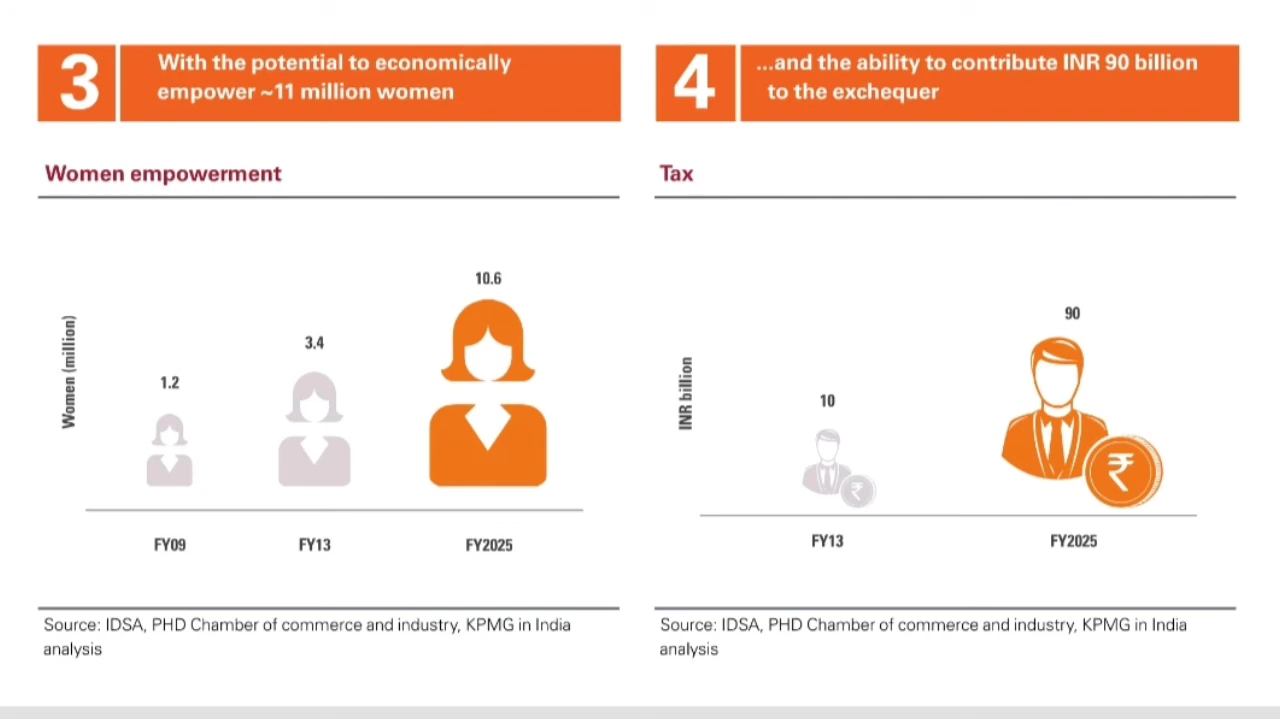 3
With the potential to economically
empower ~11 million women
Women empowerment
Women (million)
1.2
3.4
10.6
FY09
FY13
FY2025
Source: IDSA, PHD Chamber of commerce and industry, KPMG in India
analysis
4
...and the ability to contribute INR 90 billion
to the exchequer
Tax
INR billion
10
90
₹
₹
FY13
FY2025
Source: IDSA, PHD Chamber of commerce and industry, KPMG in India
analysis